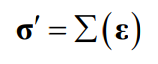 σ′ = Σ(ε)